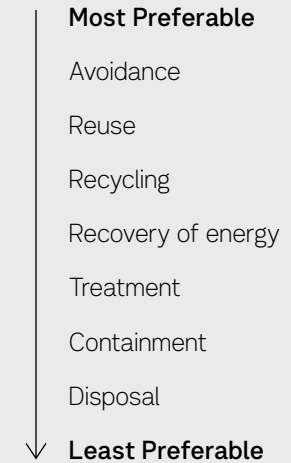 Most Preferable
Avoidance
Reuse
Recycling
Recovery of energy
Treatment
Containment
Disposal
Least Preferable